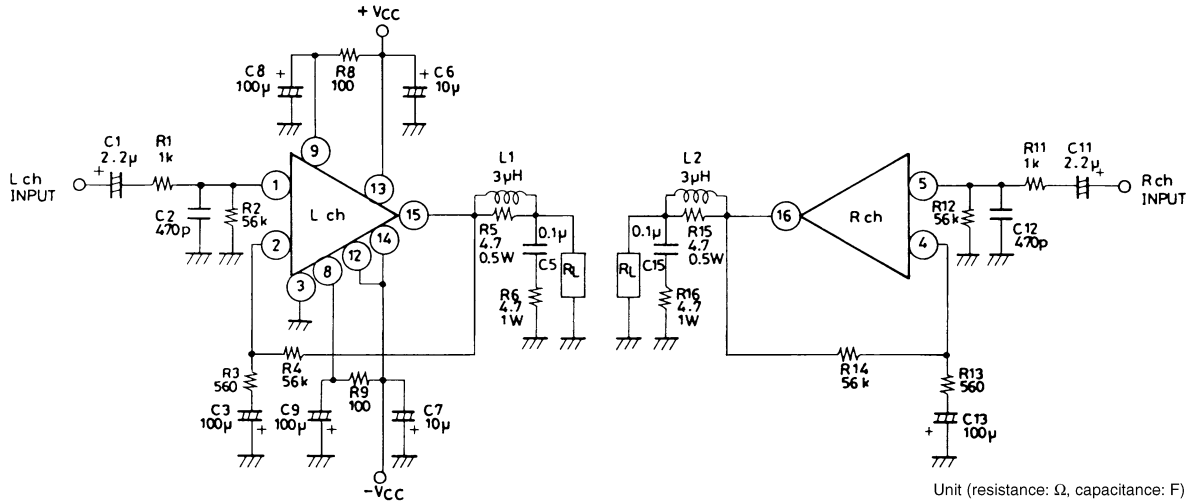 + VCC
C8
100μ
+
R8
100
+
C6
10μ
L ch
INPUT
C1
2.2μ
+
R1
1k
C2
470p
R2
56k
1
2
3
8
9
12
13
14
15
L ch
L1
3μH
R5
4.7
0.5W
0.1μ
C5
R6
4.7
1W
RL
R3
560
C3
100μ
+
R4
56k
C9
100μ
+
R9
100
C7
10μ
+
-VCC
L2
3μH
R15
4.7
0.5W
0.1μ
C15
R16
4.7
1W
RL
16
R ch
5
4
R11
1k
C11
2.2μ
+
R ch
INPUT
R12
56k
C12
470p
R14
56k
R13
560
C13
100μ
+
Unit (resistance: Ω, capacitance: F)